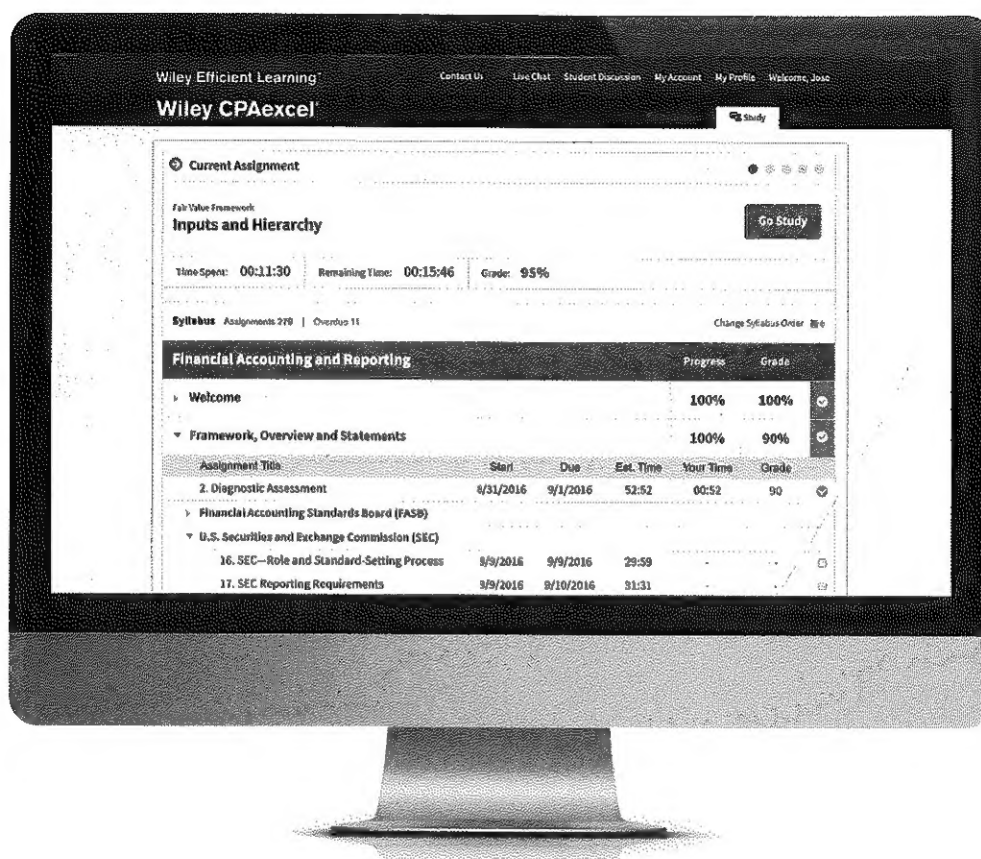 Wiley Efficient Learning™
Contact Us Live Chat Student Discussion My Account My Profile Welcome, Jose
Wiley CPAexcel®
Study
Current Assignment
Fair Value Framework
Inputs and Hierarchy
Go Study
Time Spent: 00:11:30 Remaining Time: 00:15:46 Grade: 95%
Syllabus Assignments 279 | Overdue 11 Change Syllabus Order
Financial Accounting and Reporting Progress Grade
Welcome 100% 100%
Framework, Overview and Statements 100% 90%
Assignment Title Start Due Est. Time Your Time Grade
2. Diagnostic Assessment 8/31/2016 9/1/2016 52:52 00:52 90
Financial Accounting Standards Board (FASB)
U.S. Securities and Exchange Commission (SEC)
16. SEC—Role and Standard-Setting Process 9/9/2016 9/9/2016 29:59 - -
17. SEC Reporting Requirements 9/9/2016 9/10/2016 31:31 - -